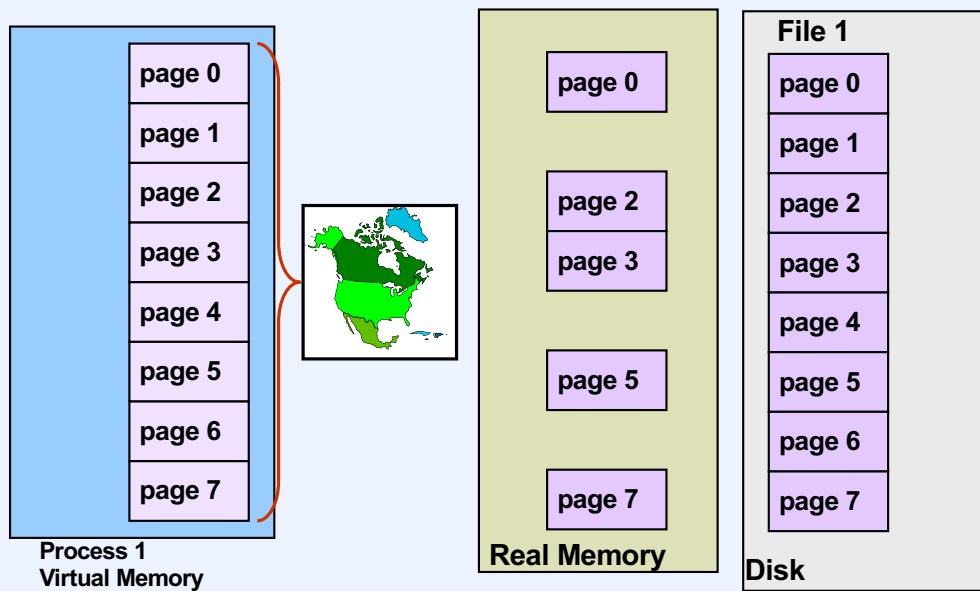 page 0
page 1
page 2
page 3
page 4
page 5
page 6
page 7
Process 1
Virtual Memory
page 0
page 2
page 3
page 5
page 7
Real Memory
File 1
page 0
page 1
page 2
page 3
page 4
page 5
page 6
page 7
Disk